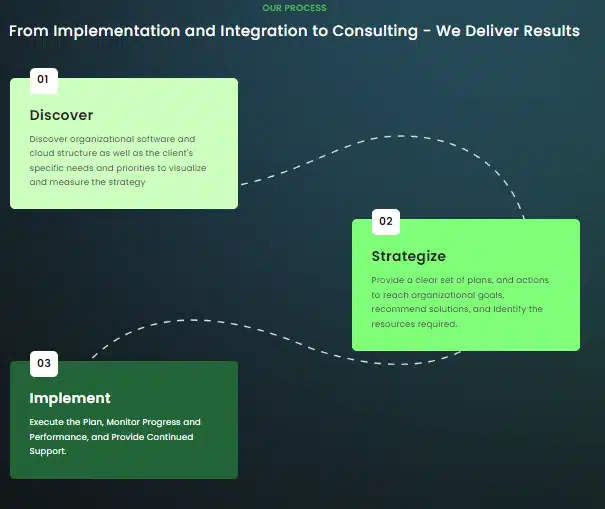 OUR PROCESS
From Implementation and Integration to Consulting - We Deliver Results
01
Discover
Discover organizational software and
cloud structure as well as the client's
specific needs and priorities to visualize
and measure the strategy
02
Strategize
Provide a clear set of plans, and actions
to reach organizational goals,
recommend solutions, and identify the
resources required.
03
Implement
Execute the Plan, Monitor Progress and
Performance, and Provide Continued
Support.